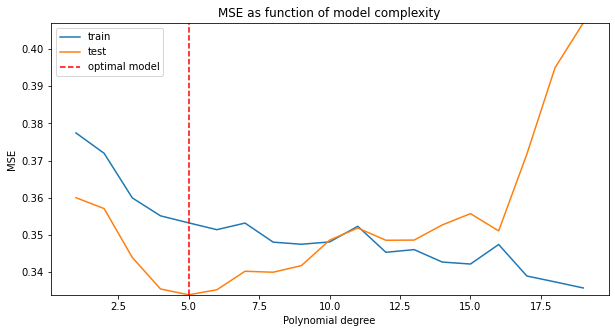 MSE as function of model complexity
train
test
optimal model
0.40
0.39
0.38
0.37
0.36
0.35
0.34
MSE
2.5 5.0 7.5 10.0 12.5 15.0 17.5
Polynomial degree